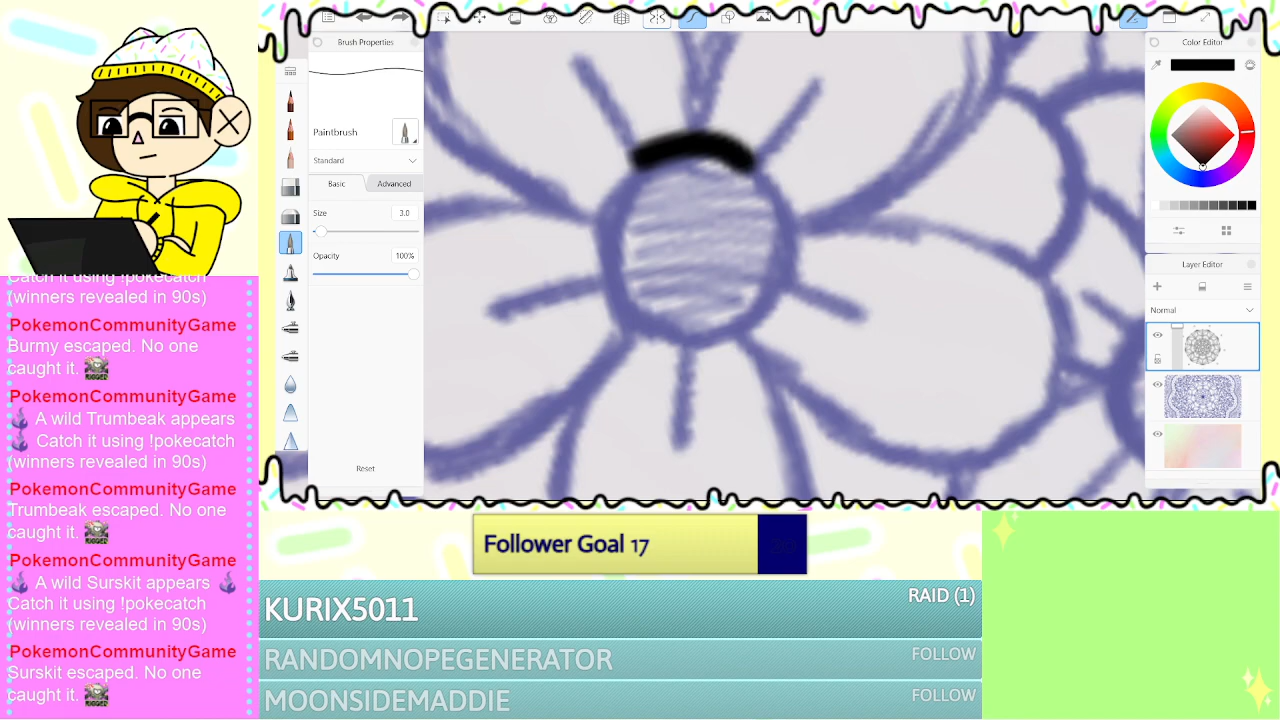 Catch it using !pokecatch
(winners revealed in 90s)
PokemonCommunityGame
Burmy escaped. No one
caught it.
PokemonCommunityGame
A wild Trumbeak appears
Catch it using !pokecatch
(winners revealed in 90s)
PokemonCommunityGame
Trumbeak escaped. No one
caught it.
PokemonCommunityGame
A wild Surskit appears
Catch it using !pokecatch
(winners revealed in 90s)
PokemonCommunityGame
Surskit escaped. No one
caught it.
Brush Properties
Paintbrush
Standard
Basic
Advanced
Size
3.0
Opacity
100%
Reset
Color Editor
Layer Editor
Normal
Follower Goal 17
KURIX5011
RAID (1)
RANDOMNOPEGENERATOR
FOLLOW
MOONSIDEMADDIE
FOLLOW